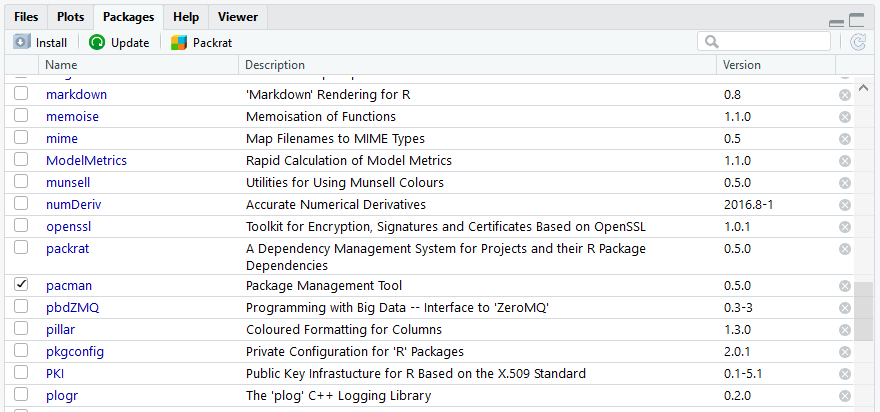 Files Plots Packages Help Viewer
Install Update Packrat
Name Description Version
markdown 'Markdown' Rendering for R 0.8
memoise Memoisation of Functions 1.1.0
mime Map Filenames to MIME Types 0.5
ModelMetrics Rapid Calculation of Model Metrics 1.1.0
munsell Utilities for Using Munsell Colours 0.5.0
numDeriv Accurate Numerical Derivatives 2016.8-1
openssl Toolkit for Encryption, Signatures and Certificates Based on OpenSSL 1.0.1
packrat A Dependency Management System for Projects and their R Package 0.5.0
Dependencies
pacman Package Management Tool 0.5.0
pbdZMQ Programming with Big Data -- Interface to 'ZeroMQ' 0.3-3
pillar Coloured Formatting for Columns 1.3.0
pkgconfig Private Configuration for 'R' Packages 2.0.1
PKI Public Key Infrastucture for R Based on the X.509 Standard 0.1-5.1
plogr The 'plog' C++ Logging Library 0.2.0